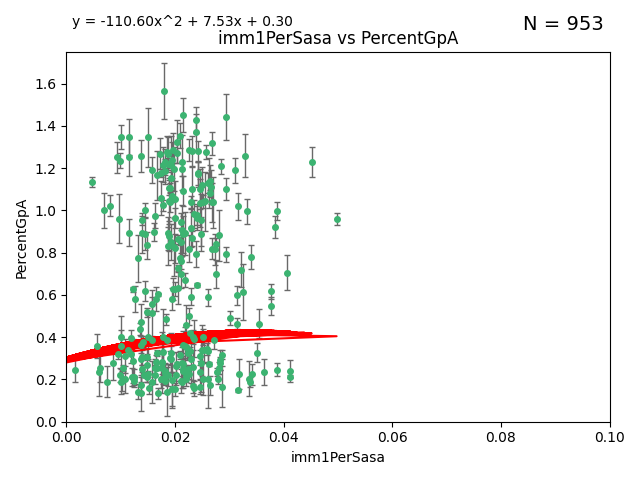 y = -110.60x^2 + 7.53x + 0.30
N = 953
imm1PerSasa vs PercentGpA
PercentGpA
1.6
1.4
1.2
1.0
0.8
0.6
0.4
0.2
0.0
0.00 0.02 0.04 0.06 0.08 0.10
imm1PerSasa